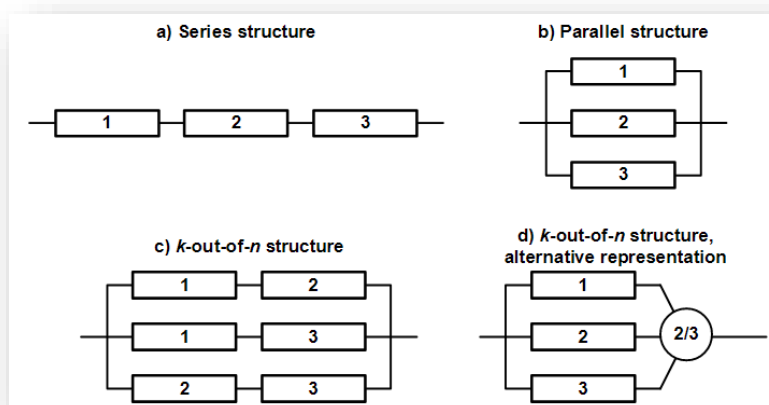 a) Series structure
1 2 3
b) Parallel structure
1
2
3
c) k-out-of-n structure
1 2
1 3
2 3
d) k-out-of-n structure,
alternative representation
1
2
3
2/3